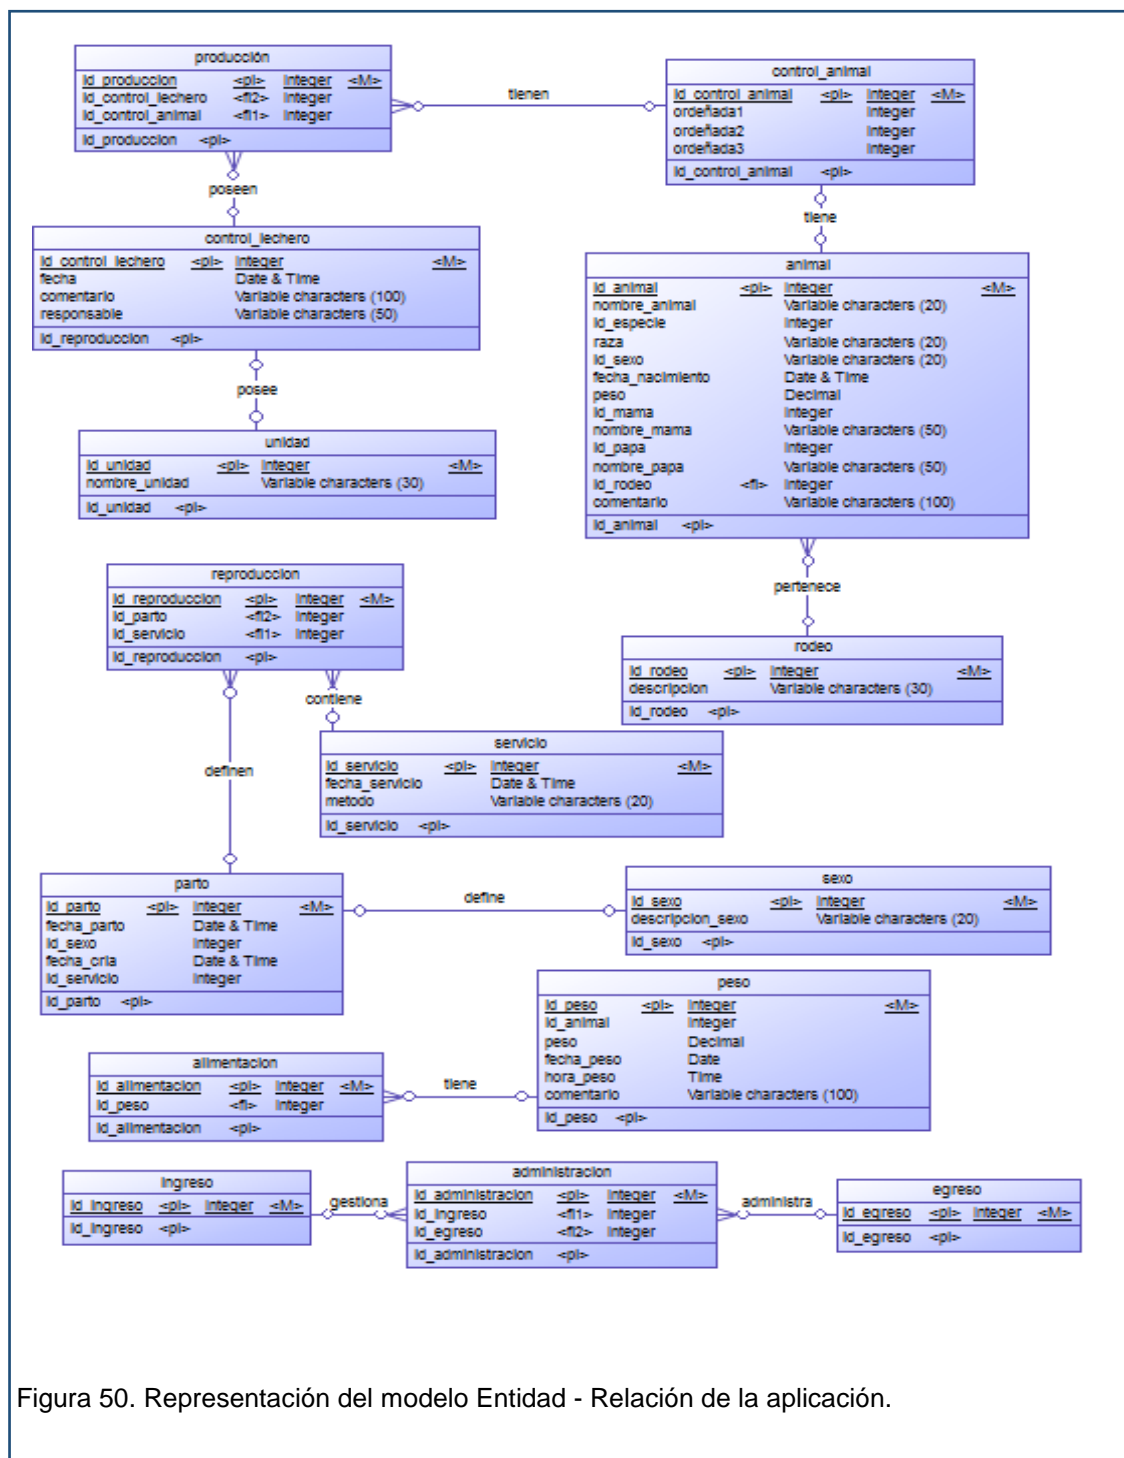 producción
Id_produccion <pi> Integer <M>
Id_control_lechero <fi2> Integer
Id_control_animal <fi1> Integer
Id_produccion <pi>
tienen
control_animal
Id_control_animal <pi> Integer <M>
ordeñada1 Integer
ordeñada2 Integer
ordeñada3 Integer
Id_control_animal <pi>
poseen
tiene
control_lechero
Id_control_lechero <pi> Integer <M>
fecha Date & Time
comentario Variable characters (100)
responsable Variable characters (50)
Id_reproduccion <pi>
animal
Id_animal <pi> Integer <M>
nombre_animal Variable characters (20)
Id_especie Integer
raza Variable characters (20)
Id_sexo Variable characters (20)
fecha_nacimiento Date & Time
peso Decimal
Id_mama Integer
nombre_mama Variable characters (50)
Id_papa Integer
nombre_papa Variable characters (50)
Id_rodeo <fi> Integer
comentario Variable characters (100)
Id_animal <pi>
posee
unidad
Id_unidad <pi> Integer <M>
nombre_unidad Variable characters (30)
Id_unidad <pi>
pertenece
reproduccion
Id_reproduccion <pi> Integer <M>
Id_parto <fi2> Integer
Id_servicio <fi1> Integer
Id_reproduccion <pi>
rodeo
Id_rodeo <pi> Integer <M>
descripcion Variable characters (30)
Id_rodeo <pi>
contiene
servicio
Id_servicio <pi> Integer <M>
fecha_servicio Date & Time
metodo Variable characters (20)
Id_servicio <pi>
definen
parto
Id_parto <pi> Integer <M>
fecha_parto Date & Time
Id_sexo Integer
fecha_cria Date & Time
Id_servicio Integer
Id_parto <pi>
define
sexo
Id_sexo <pi> Integer <M>
descripcion_sexo Variable characters (20)
Id_sexo <pi>
peso
Id_peso <pi> Integer <M>
Id_animal Integer
peso Decimal
fecha_peso Date
hora_peso Time
comentario Variable characters (100)
Id_peso <pi>
alimentacion
Id_alimentacion <pi> Integer <M>
Id_peso <fi> Integer
Id_alimentacion <pi>
tiene
Ingreso
Id_Ingreso <pi> Integer <M>
Id_Ingreso <pi>
gestiona
administracion
Id_administracion <pi> Integer <M>
Id_Ingreso <fi1> Integer
Id_egreso <fi2> Integer
Id_administracion <pi>
administra
egreso
Id_egreso <pi> Integer <M>
Id_egreso <pi>
Figura 50. Representación del modelo Entidad - Relación de la aplicación.